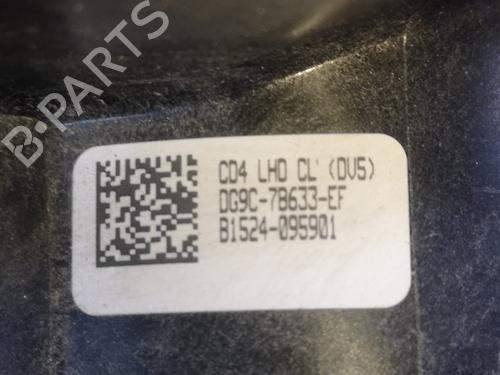 B-PARTS
CD4 LHD CL' (DV5)
DG9C-7B633-EF
B1524-095901